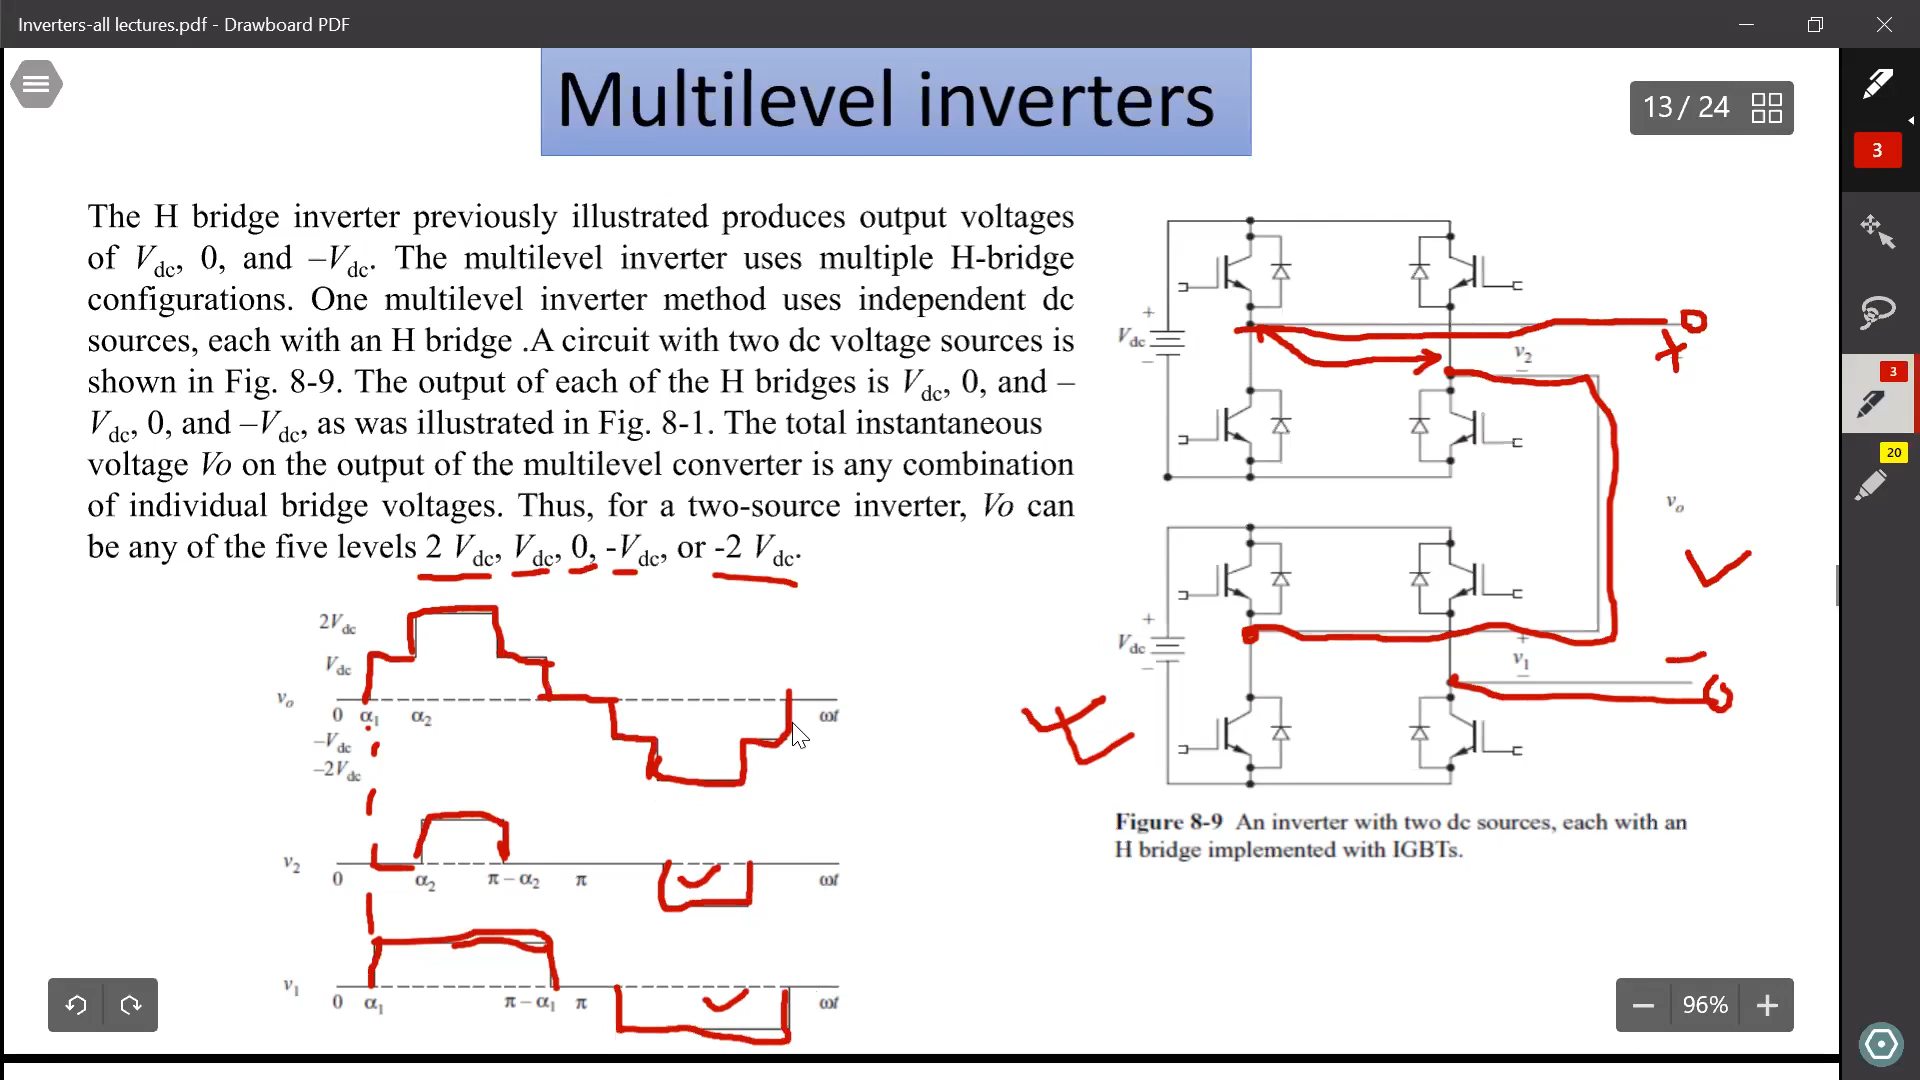 Inverters-all lectures.pdf - Drawboard PDF
Multilevel inverters
13 / 24
3
The H bridge inverter previously illustrated produces output voltages
of Vdc, 0, and –Vdc. The multilevel inverter uses multiple H-bridge
configurations. One multilevel inverter method uses independent dc
sources, each with an H bridge .A circuit with two dc voltage sources is
shown in Fig. 8-9. The output of each of the H bridges is Vdc, 0, and –
Vdc, 0, and –Vdc, as was illustrated in Fig. 8-1. The total instantaneous
voltage Vo on the output of the multilevel converter is any combination
of individual bridge voltages. Thus, for a two-source inverter, Vo can
be any of the five levels 2 Vdc, Vdc, 0, -Vdc, or -2 Vdc.
+
Vdc
–
v2
–
vo
+
Vdc
–
+
v1
–
3
20
2Vdc
Vdc
vo
0 α1 α2 ωt
–Vdc
–2Vdc
v2
0 α2 π – α2 π ωt
v1
0 α1 π – α1 π ωt
Figure 8-9 An inverter with two dc sources, each with an
H bridge implemented with IGBTs.
96%